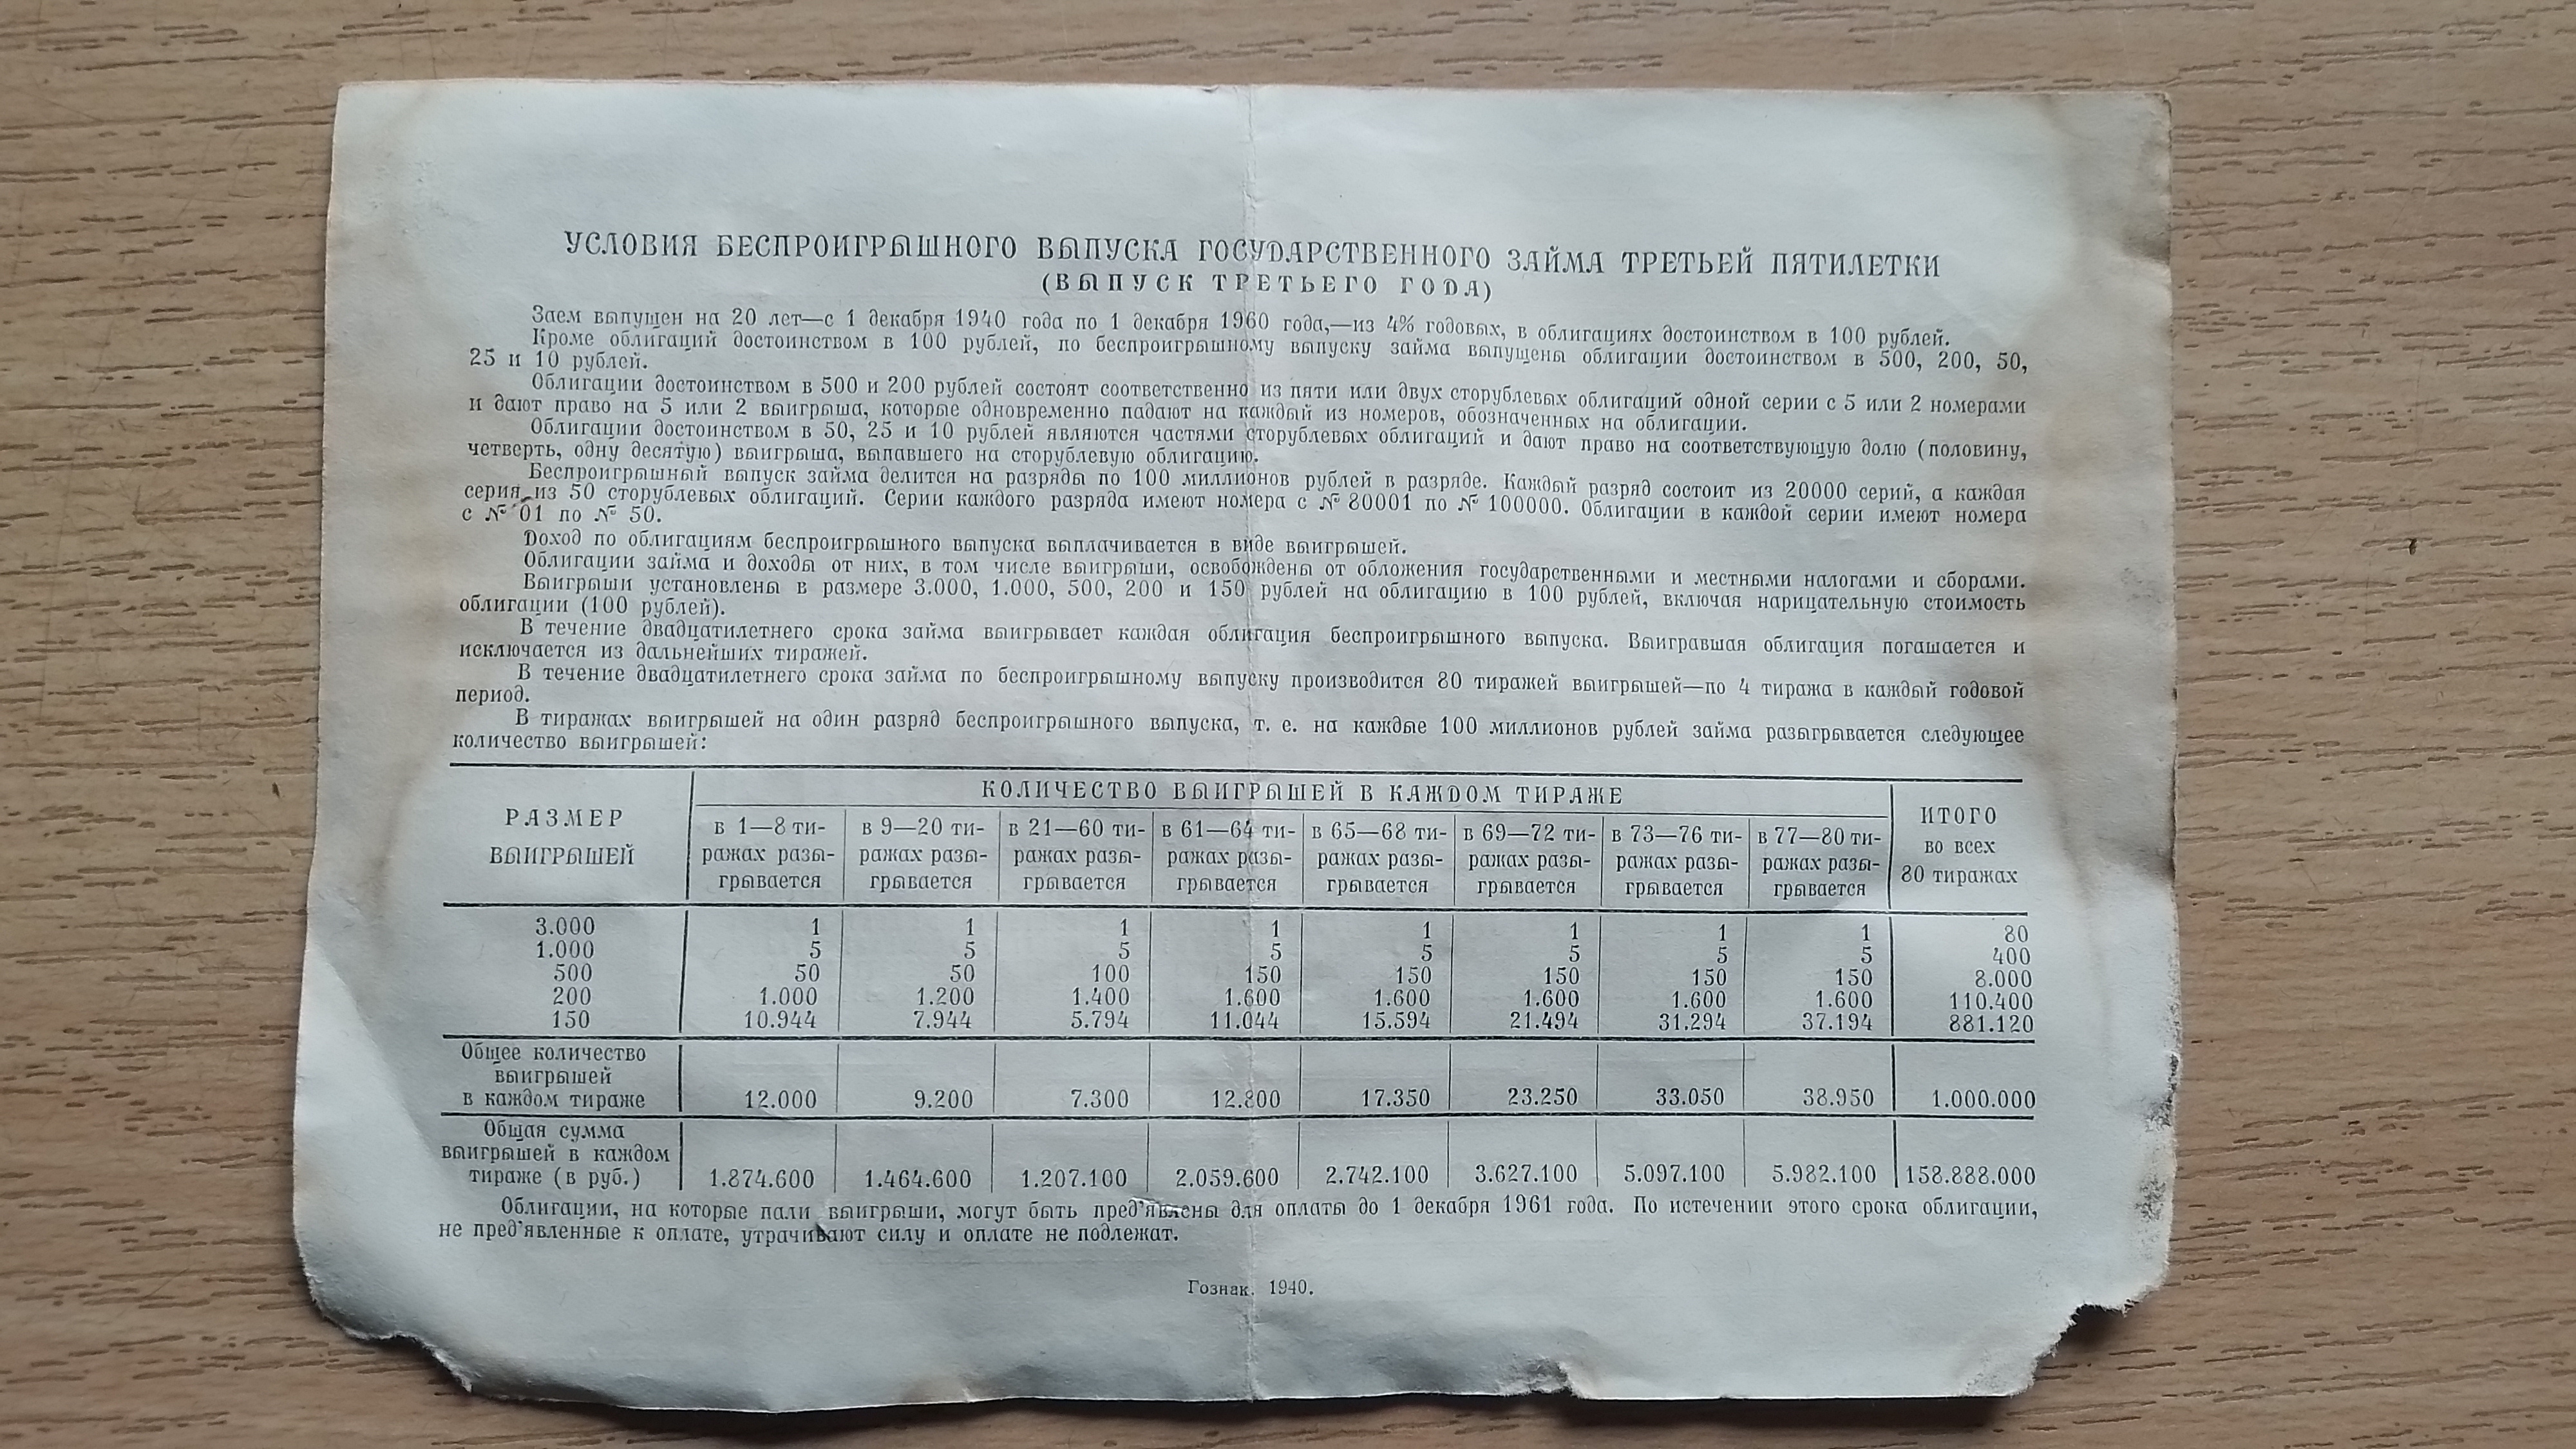 УСЛОВИЯ БЕСПРОИГРЫШНОГО ВЫПУСКА ГОСУДАРСТВЕННОГО ЗАЙМА ТРЕТЬЕЙ ПЯТИЛЕТКИ
(ВЫПУСК ТРЕТЬЕГО ГОДА)
Заем выпущен на 20 лет—с 1 декабря 1940 года по 1 декабря 1960 года,—из 4% годовых, в облигациях достоинством в 100 рублей.
Кроме облигаций достоинством в 100 рублей, по беспроигрышному выпуску займа выпущены облигации достоинством в 500, 200, 50,
25 и 10 рублей.
Облигации достоинством в 500 и 200 рублей состоят соответственно из пяти или двух сторублевых облигаций одной серии с 5 или 2 номерами
и дают право на 5 или 2 выигрыша, которые одновременно падают на каждый из номеров, обозначенных на облигации.
Облигации достоинством в 50, 25 и 10 рублей являются частями сторублевых облигаций и дают право на соответствующую долю (половину,
четверть, одну десятую) выигрыша, выпавшего на сторублевую облигацию.
Беспроигрышный выпуск займа делится на разряды по 100 миллионов рублей в разряде. Каждый разряд состоит из 20000 серий, а каждая
серия из 50 сторублевых облигаций. Серии каждого разряда имеют номера с № 80001 по № 100000. Облигации в каждой серии имеют номера
с № 01 по № 50.
Доход по облигациям беспроигрышного выпуска выплачивается в виде выигрышей.
Облигации займа и доходы от них, в том числе выигрыши, освобождены от обложения государственными и местными налогами и сборами.
Выигрыши установлены в размере 3.000, 1.000, 500, 200 и 150 рублей на облигацию в 100 рублей, включая нарицательную стоимость
облигации (100 рублей).
В течение двадцатилетнего срока займа выигрывает каждая облигация беспроигрышного выпуска. Выигравшая облигация погашается и
исключается из дальнейших тиражей.
В течение двадцатилетнего срока займа по беспроигрышному выпуску производится 80 тиражей выигрышей—по 4 тиража в каждый годовой
период.
В тиражах выигрышей на один разряд беспроигрышного выпуска, т. е. на каждые 100 миллионов рублей займа разыгрывается следующее
количество выигрышей:
РАЗМЕР
ВЫИГРЫШЕЙ
КОЛИЧЕСТВО ВЫИГРЫШЕЙ В КАЖДОМ ТИРАЖЕ
ИТОГО
во всех
80 тиражах
в 1—8 ти- в 9—20 ти- в 21—60 ти- в 61—64 ти- в 65—68 ти- в 69—72 ти- в 73—76 ти- в 77—80 ти-
ражах разы- ражах разы- ражах разы- ражах разы- ражах разы- ражах разы- ражах разы- ражах разы-
грывается грывается грывается грывается грывается грывается грывается грывается
3.000 1 1 1 1 1 1 1 1 80
1.000 5 5 5 5 5 5 5 5 400
500 50 50 100 150 150 150 150 150 8.000
200 1.000 1.200 1.400 1.600 1.600 1.600 1.600 1.600 110.400
150 10.944 7.944 5.794 11.044 15.594 21.494 31.294 37.194 881.120
Общее количество
выигрышей
в каждом тираже 12.000 9.200 7.300 12.800 17.350 23.250 33.050 38.950 1.000.000
Общая сумма
выигрышей в каждом
тираже (в руб.) 1.874.600 1.464.600 1.207.100 2.059.600 2.742.100 3.627.100 5.097.100 5.982.100 158.888.000
Облигации, на которые пали выигрыши, могут быть пред'явлены для оплаты до 1 декабря 1961 года. По истечении этого срока облигации,
не пред'явленные к оплате, утрачивают силу и оплате не подлежат.
Гознак. 1940.